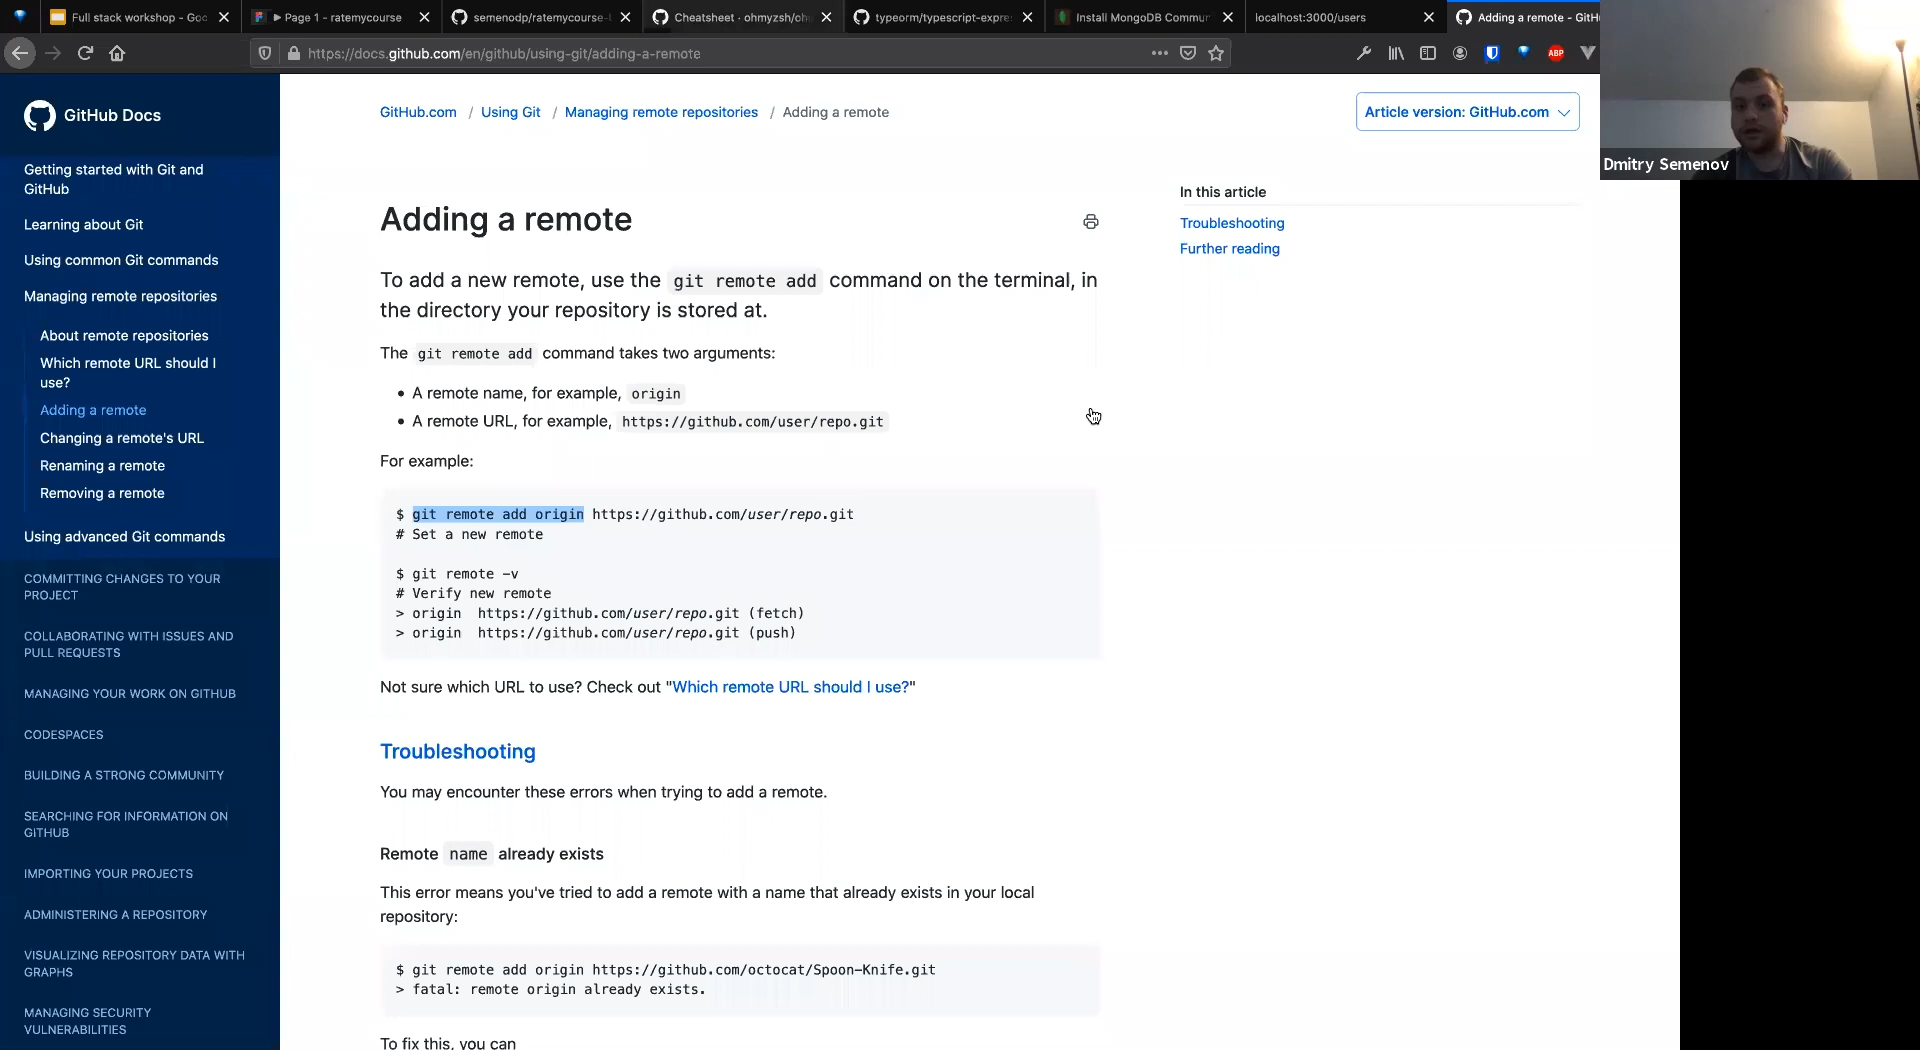 Full stack workshop - Goo
Page 1 - ratemycourse
semenodp/ratemycourse-
Cheatsheet · ohmyzsh/oh
typeorm/typescript-expre
Install MongoDB Commun
localhost:3000/users
Adding a remote - GitH
https://docs.github.com/en/github/using-git/adding-a-remote
ABP
Dmitry Semenov
GitHub Docs
Getting started with Git and
GitHub
Learning about Git
Using common Git commands
Managing remote repositories
About remote repositories
Which remote URL should I
use?
Adding a remote
Changing a remote's URL
Renaming a remote
Removing a remote
Using advanced Git commands
COMMITTING CHANGES TO YOUR
PROJECT
COLLABORATING WITH ISSUES AND
PULL REQUESTS
MANAGING YOUR WORK ON GITHUB
CODESPACES
BUILDING A STRONG COMMUNITY
SEARCHING FOR INFORMATION ON
GITHUB
IMPORTING YOUR PROJECTS
ADMINISTERING A REPOSITORY
VISUALIZING REPOSITORY DATA WITH
GRAPHS
MANAGING SECURITY
VULNERABILITIES
GitHub.com / Using Git / Managing remote repositories / Adding a remote
Article version: GitHub.com
Adding a remote
To add a new remote, use the git remote add command on the terminal, in
the directory your repository is stored at.
The git remote add command takes two arguments:
• A remote name, for example, origin
• A remote URL, for example, https://github.com/user/repo.git
For example:
$ git remote add origin https://github.com/user/repo.git
# Set a new remote
$ git remote -v
# Verify new remote
> origin https://github.com/user/repo.git (fetch)
> origin https://github.com/user/repo.git (push)
Not sure which URL to use? Check out "Which remote URL should I use?"
Troubleshooting
You may encounter these errors when trying to add a remote.
Remote name already exists
This error means you've tried to add a remote with a name that already exists in your local
repository:
$ git remote add origin https://github.com/octocat/Spoon-Knife.git
> fatal: remote origin already exists.
To fix this, you can
In this article
Troubleshooting
Further reading